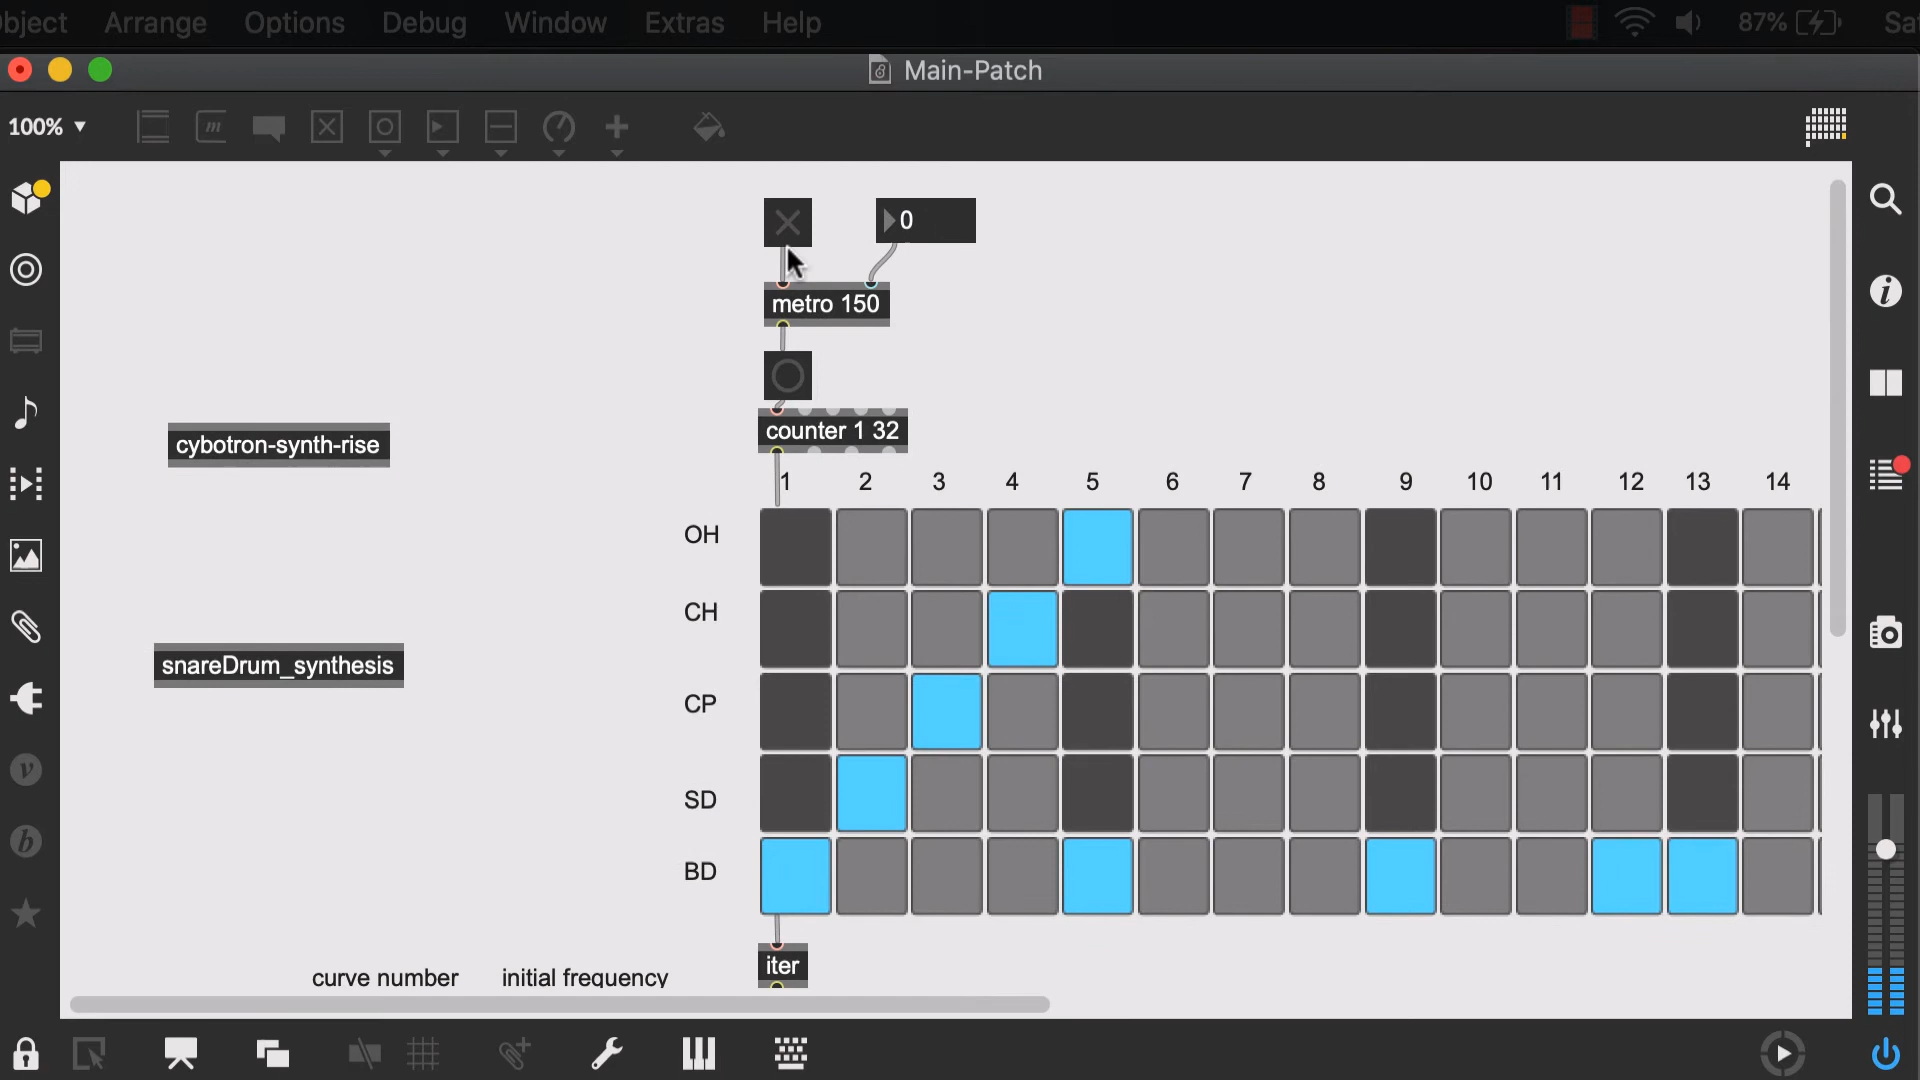 bject Arrange Options Debug Window Extras Help 87% Sa
Main-Patch
100%
0
metro 150
counter 1 32
cybotron-synth-rise
1 2 3 4 5 6 7 8 9 10 11 12 13 14
OH
CH
CP
snareDrum_synthesis
SD
BD
iter
curve number initial frequency